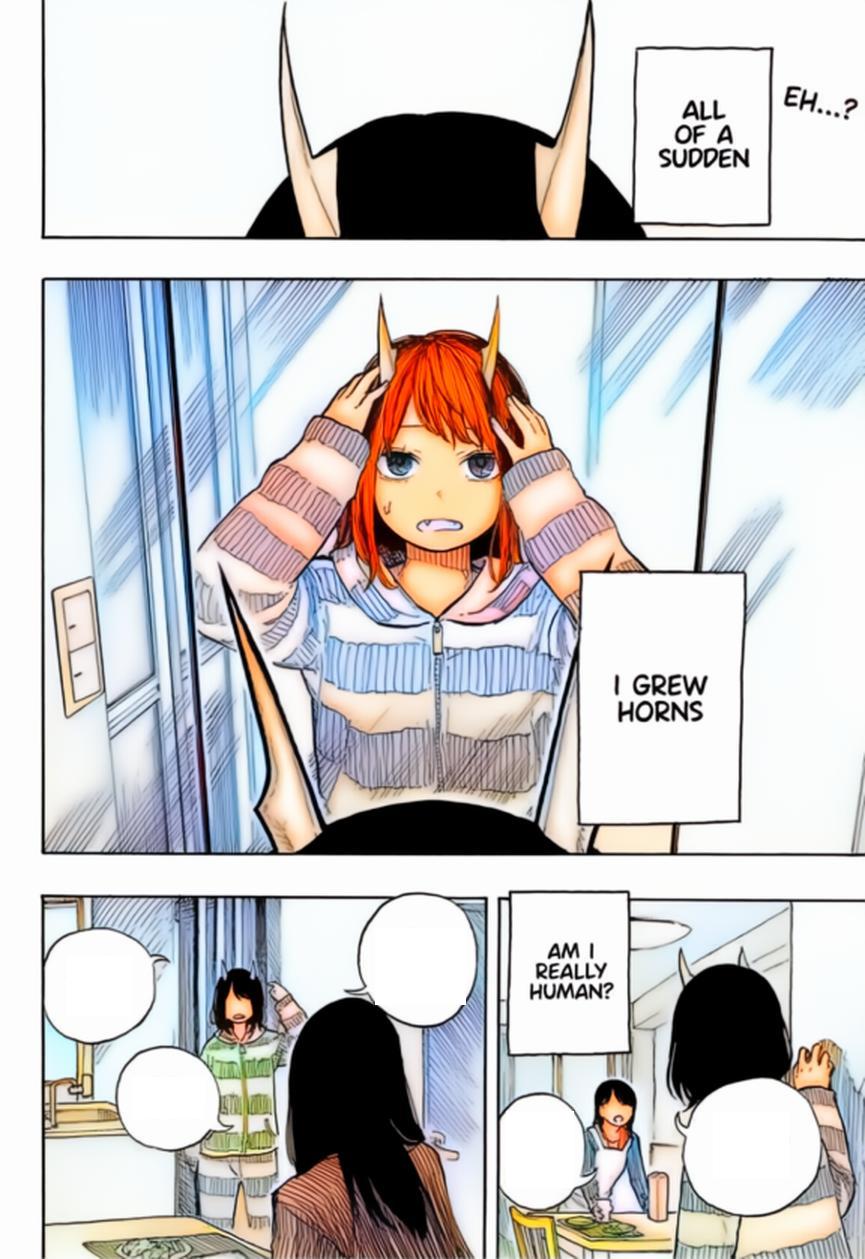 EH...?
ALL
OF A
SUDDEN
I GREW
HORNS
AM I
REALLY
HUMAN?